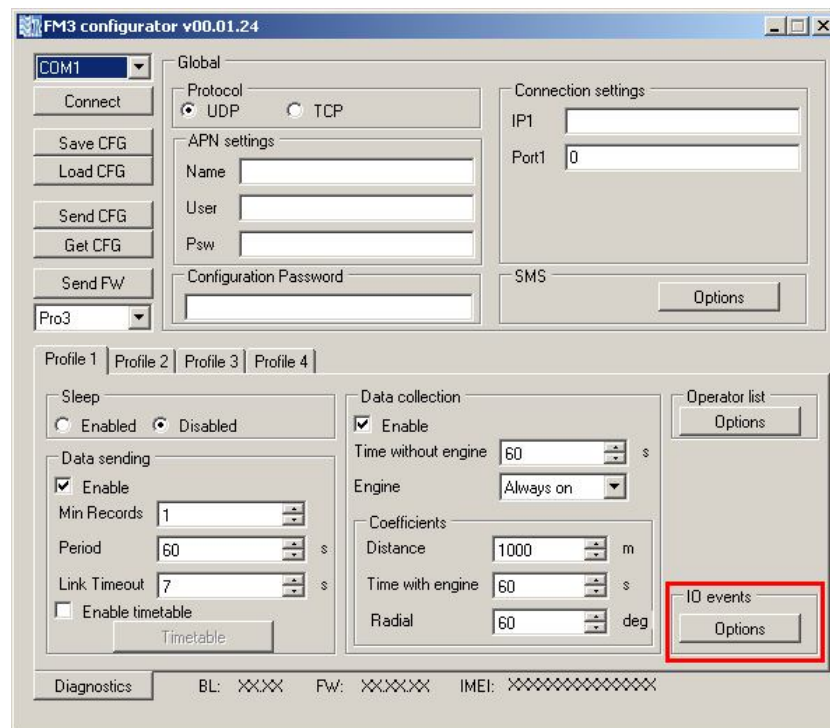 FM3 configurator v00.01.24
COM1
Connect
Save CFG
Load CFG
Send CFG
Get CFG
Send FW
Pro3
Global
Protocol
UDP TCP
APN settings
Name
User
Psw
Configuration Password
Connection settings
IP1
Port1 0
SMS
Options
Profile 1 Profile 2 Profile 3 Profile 4
Sleep
Enabled Disabled
Data sending
Enable
Min Records 1
Period 60 s
Link Timeout 7 s
Enable timetable
Timetable
Data collection
Enable
Time without engine 60 s
Engine Always on
Coefficients
Distance 1000 m
Time with engine 60 s
Radial 60 deg
Operator list
Options
IO events
Options
Diagnostics BL: XX.XX FW: XX.XX.XX IMEI: XXXXXXXXXXXXXXX